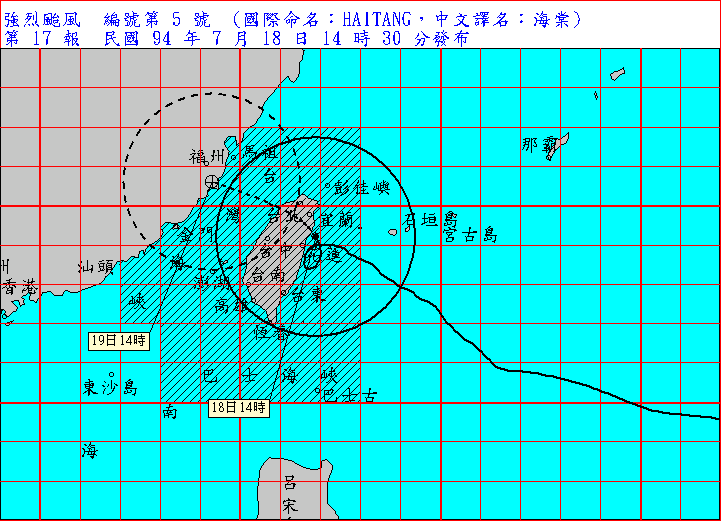 強烈颱風 編號第 5 號 (國際命名：HAITANG，中文譯名：海棠)
第 17 報 民國 94 年 7 月 18 日 14 時 30 分發布
那霸
福州
馬祖
台
彭佳嶼
灣
台北
宜蘭
石垣島
宮古島
金門
海
台中
花蓮
州
汕頭
台南
香港
澎湖
台東
峽
高雄
恆春
19日14時
東沙島
巴士海峽
巴士古
18日14時
南
海
呂
宋